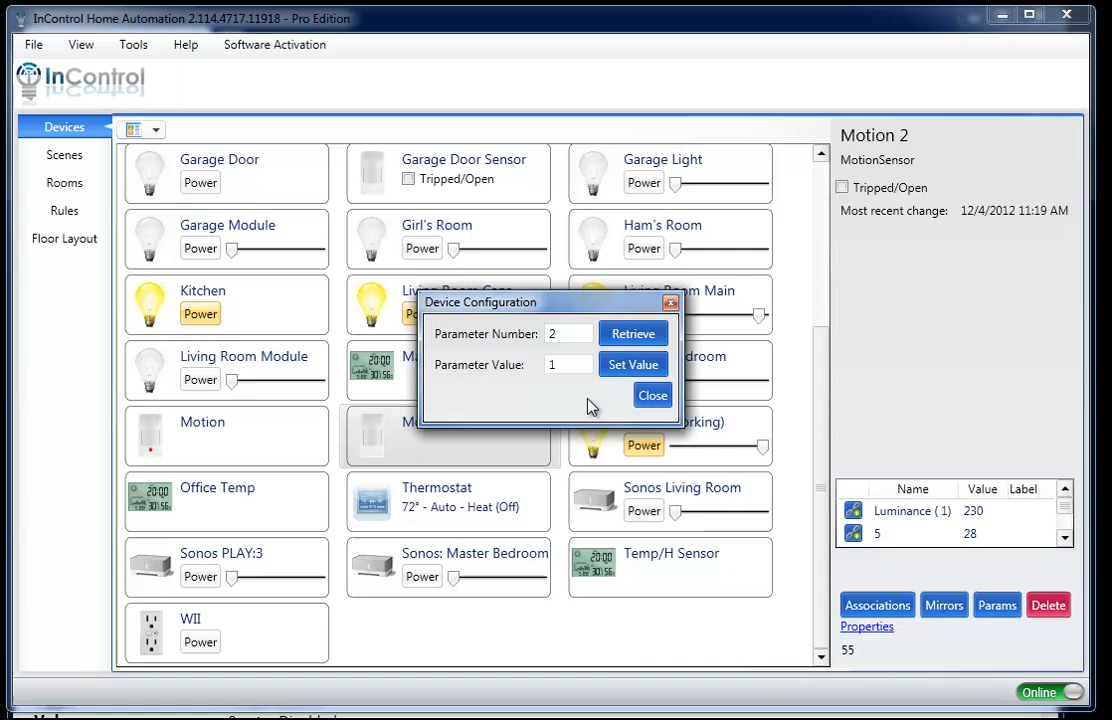 InControl Home Automation 2.114.4717.11918 - Pro Edition
File View Tools Help Software Activation
InControl
Devices
Scenes
Rooms
Rules
Floor Layout
Garage Door
Power
Garage Door Sensor
Tripped/Open
Garage Light
Power
Garage Module
Power
Girl's Room
Power
Ham's Room
Power
Kitchen
Power
Living Room Main
Living Room Module
Power
20:00
Motion
Power
Office Temp
20:00
Thermostat
72° - Auto - Heat (Off)
Sonos Living Room
Power
Sonos PLAY:3
Power
Sonos: Master Bedroom
Power
Temp/H Sensor
20:00
WII
Power
Device Configuration
Parameter Number: 2 Retrieve
Parameter Value: 1 Set Value
Close
Motion 2
MotionSensor
Tripped/Open
Most recent change: 12/4/2012 11:19 AM
Name Value Label
Luminance ( 1) 230
5 28
Associations Mirrors Params Delete
Properties
55
Online